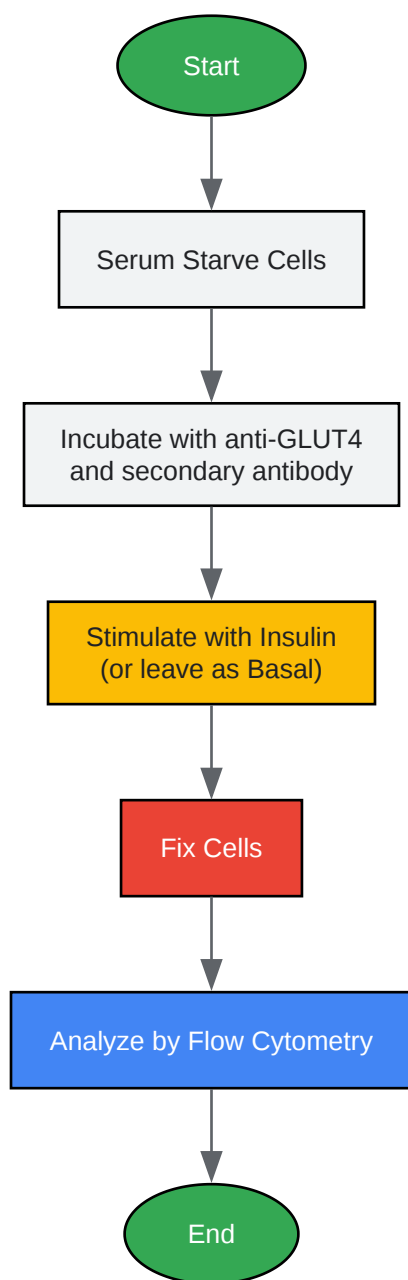 Start
Serum Starve Cells
Incubate with anti-GLUT4
and secondary antibody
Stimulate with Insulin
(or leave as Basal)
Fix Cells
Analyze by Flow Cytometry
End